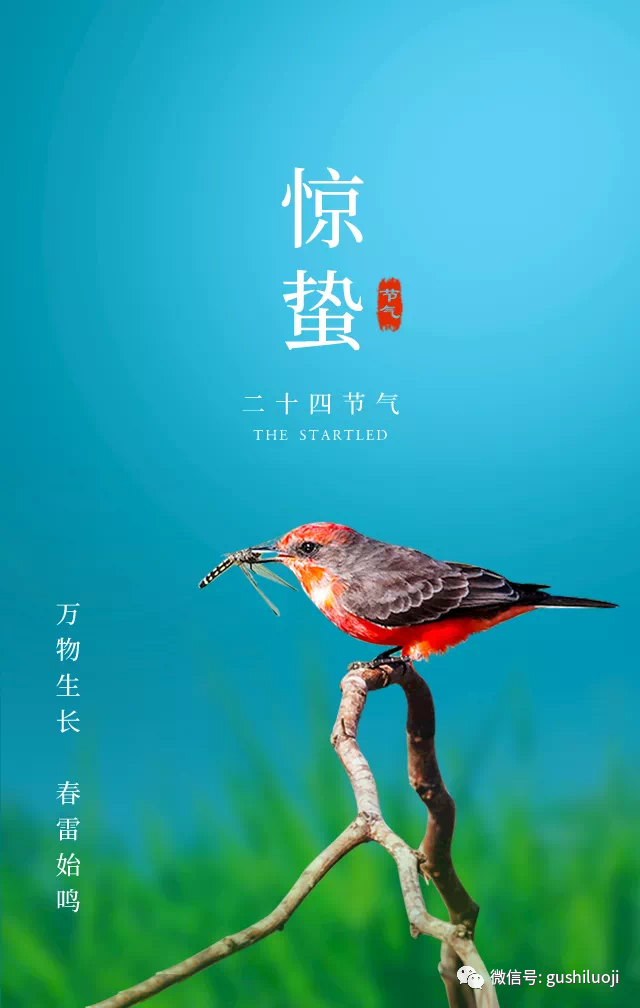 惊
蛰
节气
二十四节气
THE STARTLED
万物生长 春雷始鸣
微信号: gushiluoji